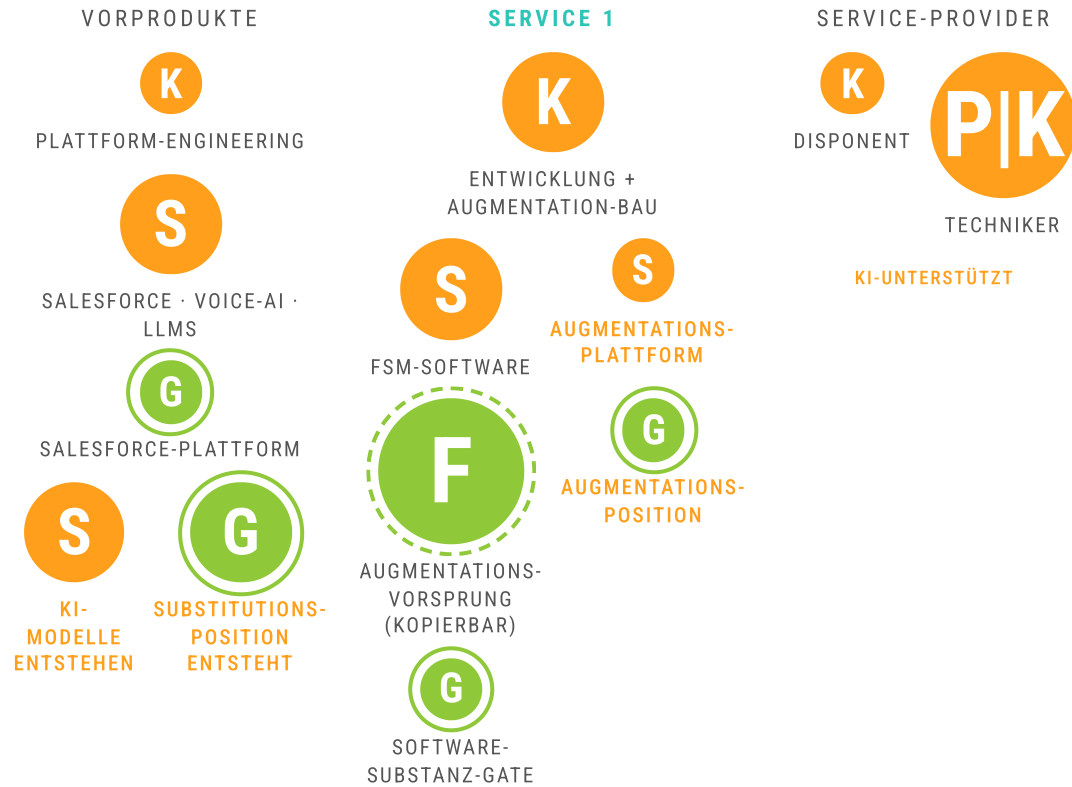 VORPRODUKTE
K
PLATTFORM-ENGINEERING
S
SALESFORCE · VOICE-AI ·
LLMS
G
SALESFORCE-PLATTFORM
S
KI-
MODELLE
ENTSTEHEN
G
SUBSTITUTIONS-
POSITION
ENTSTEHT
SERVICE 1
K
ENTWICKLUNG +
AUGMENTATION-BAU
S
FSM-SOFTWARE
S
AUGMENTATIONS-
PLATTFORM
F
AUGMENTATIONS-
VORSPRUNG
(KOPIERBAR)
G
AUGMENTATIONS-
POSITION
G
SOFTWARE-
SUBSTANZ-GATE
SERVICE-PROVIDER
K
DISPONENT
P|K
TECHNIKER
KI-UNTERSTÜTZT